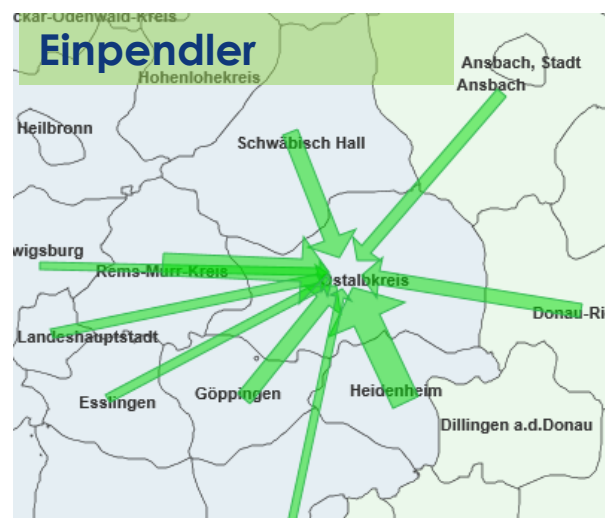 ckar-Odenwald-Kreis
Einpendler
Hohenlohekreis
Ansbach, Stadt
Ansbach
Heilbronn
Schwäbisch Hall
wigsburg
Rems-Murr-Kreis
Ostalbkreis
Donau-Ri
Landeshauptstadt
Esslingen
Göppingen
Heidenheim
Dillingen a.d.Donau